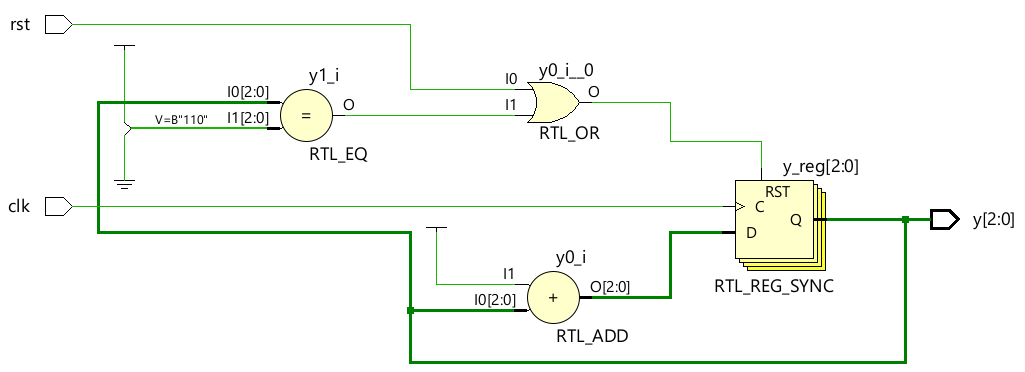 rst
y1_i
y0_i__0
I0[2:0]
O
I0
O
V=B"110"
I1[2:0]
I1
=
RTL_EQ
RTL_OR
y_reg[2:0]
RST
clk
C
Q
y[2:0]
D
y0_i
I1
O[2:0]
I0[2:0]
+
RTL_REG_SYNC
RTL_ADD